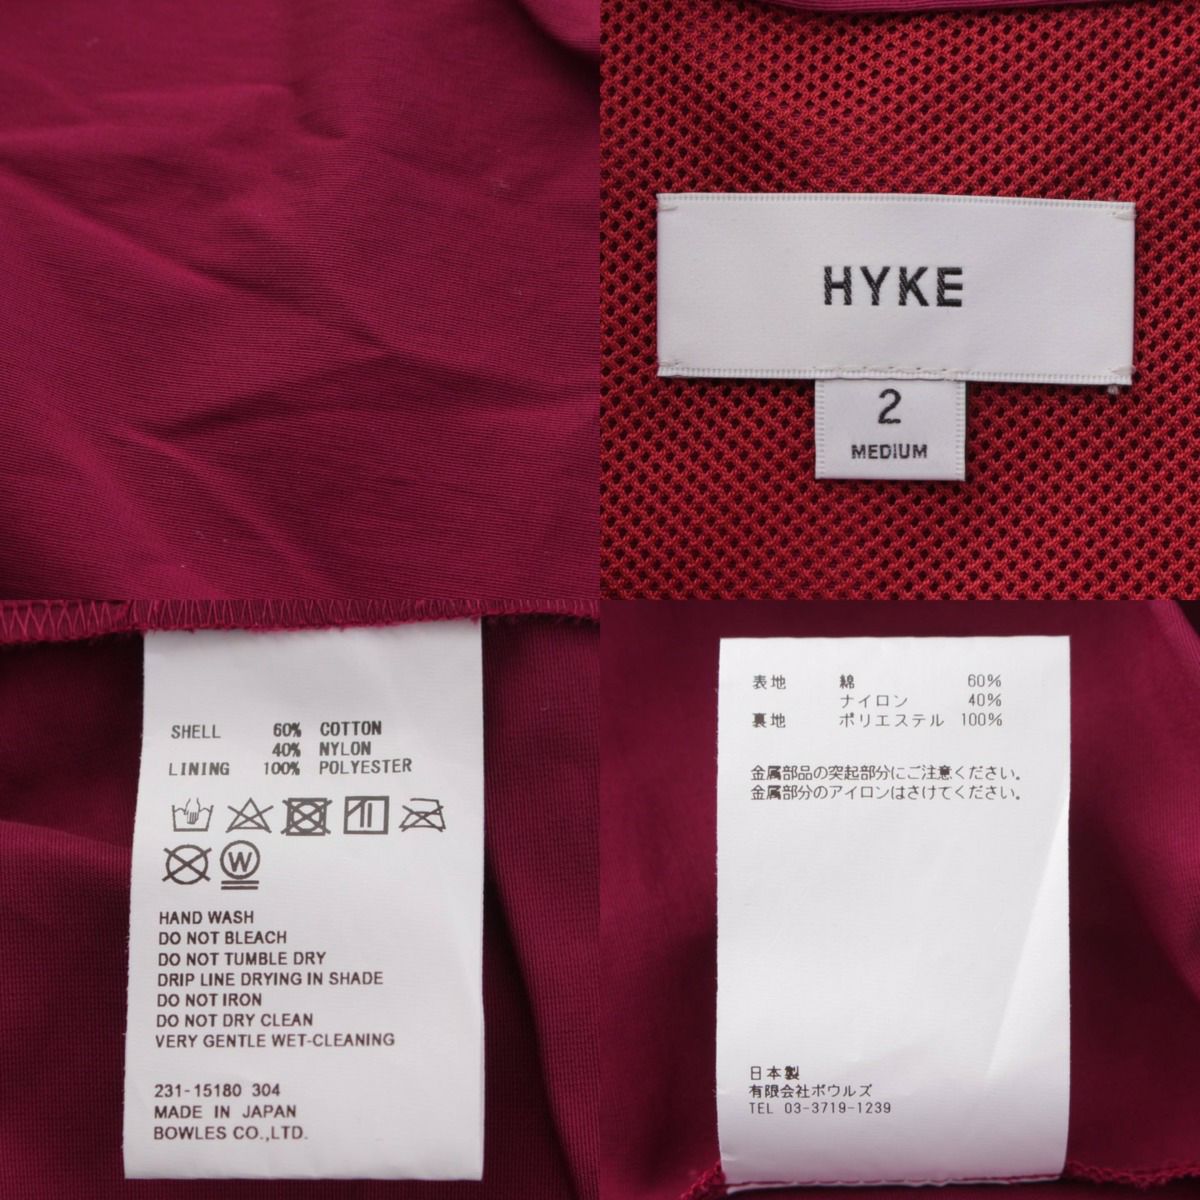 HYKE
2
MEDIUM
SHELL 60% COTTON
40% NYLON
LINING 100% POLYESTER
W
HAND WASH
DO NOT BLEACH
DO NOT TUMBLE DRY
DRIP LINE DRYING IN SHADE
DO NOT IRON
DO NOT DRY CLEAN
VERY GENTLE WET-CLEANING
231-15180 304
MADE IN JAPAN
BOWLES CO.,LTD.
表地 綿 60%
ナイロン 40%
裏地 ポリエステル 100%
金属部品の突起部分にご注意ください。
金属部分のアイロンはさけてください。
日本製
有限会社ボウルズ
TEL 03-3719-1239